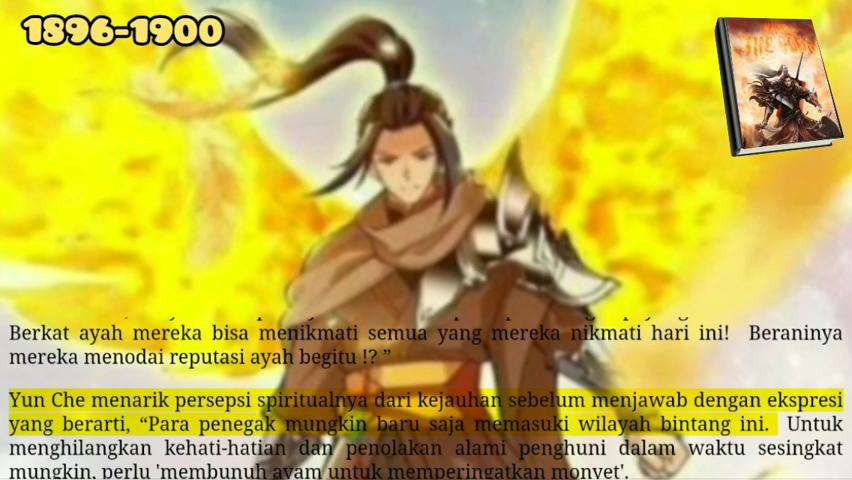 1896-1900
THE
Berkat ayah mereka bisa menikmati semua yang mereka nikmati hari ini! Beraninya
mereka menodai reputasi ayah begitu !? ”
Yun Che menarik persepsi spiritualnya dari kejauhan sebelum menjawab dengan ekspresi
yang berarti, “Para penegak mungkin baru saja memasuki wilayah bintang ini. Untuk
menghilangkan kehati-hatian dan penolakan alami penghuni dalam waktu sesingkat
mungkin, perlu 'membunuh ayam untuk memperingatkan monyet'.